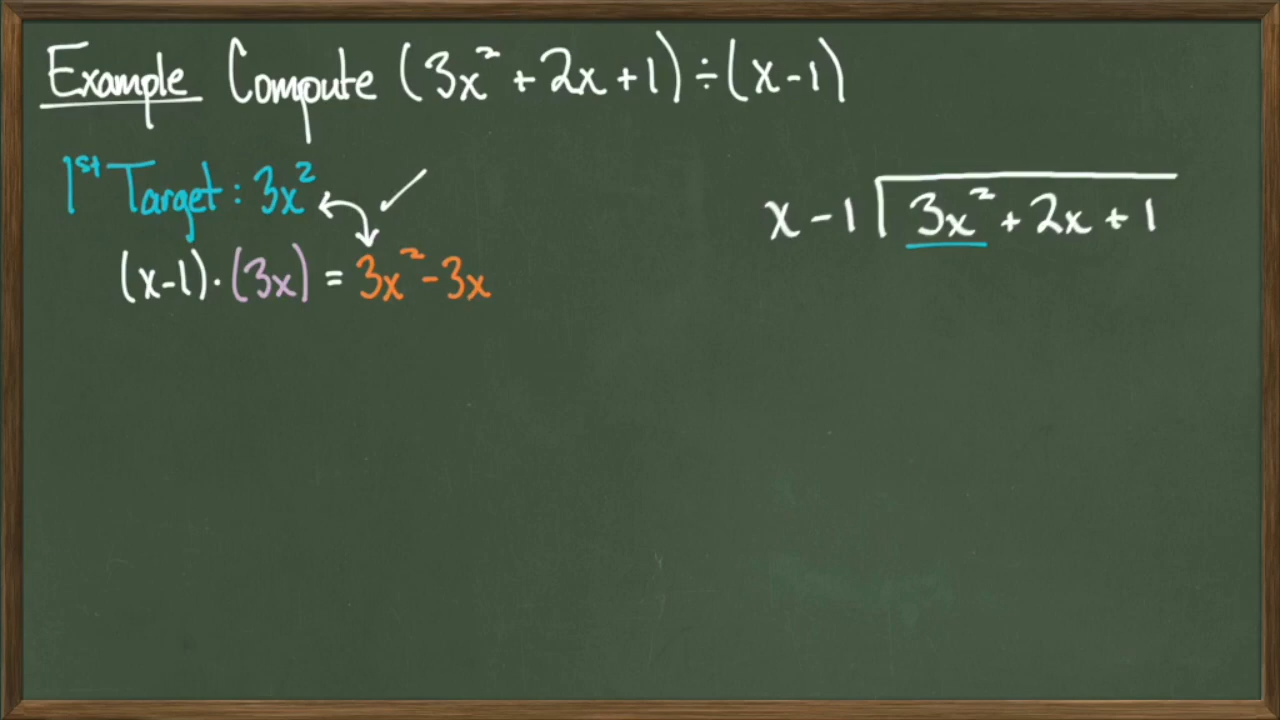 Example Compute (3x² + 2x + 1) ÷ (x - 1)
1st Target: 3x²
(x-1) · (3x) = 3x² - 3x
x - 1 3x² + 2x + 1